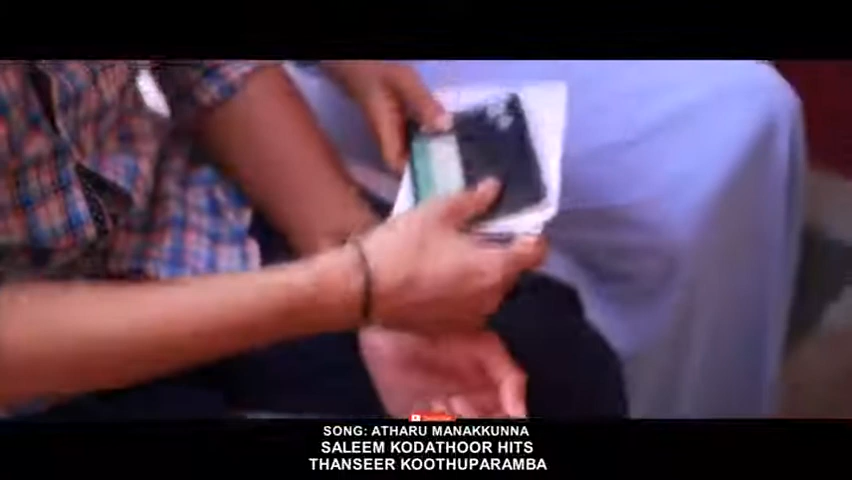 SONG: ATHARU MANAKKUNNA
SALEEM KODATHOOR HITS
THANSEER KOOTHUPARAMBA